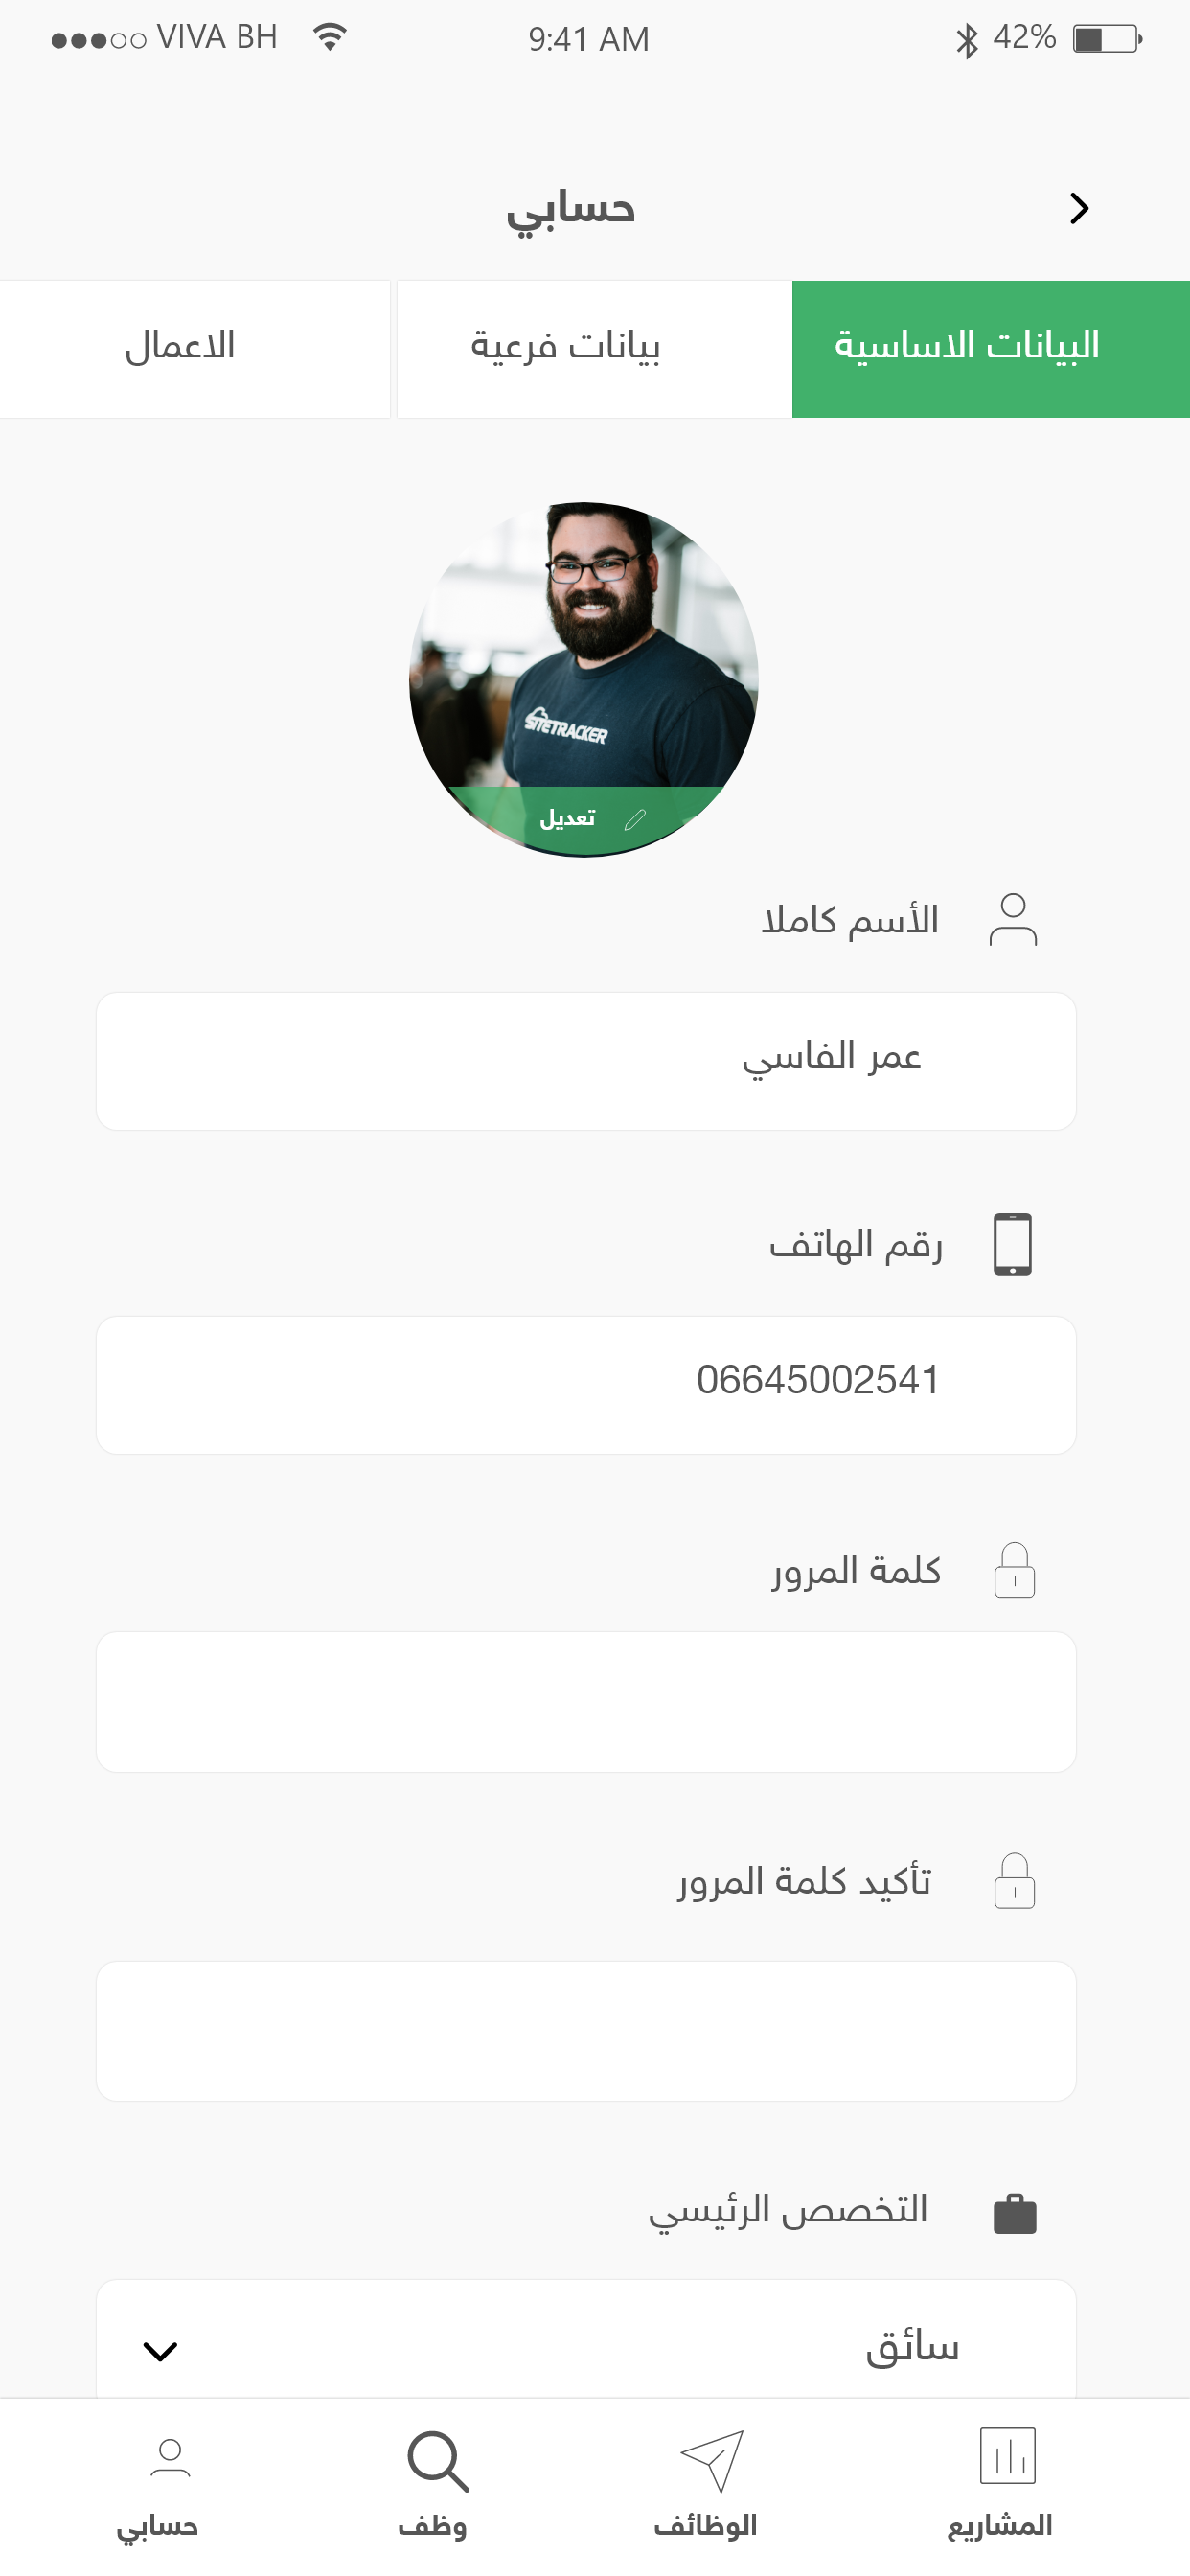 VIVA BH 9:41 AM 42%
حسابي
البيانات الاساسية
بيانات فرعية
الاعمال
SITETRACKER
تعديل
الأسم كاملا
عمر الفاسي
رقم الهاتف
06645002541
كلمة المرور
تأكيد كلمة المرور
التخصص الرئيسي
سائق
المشاريع
الوظائف
وظف
حسابي